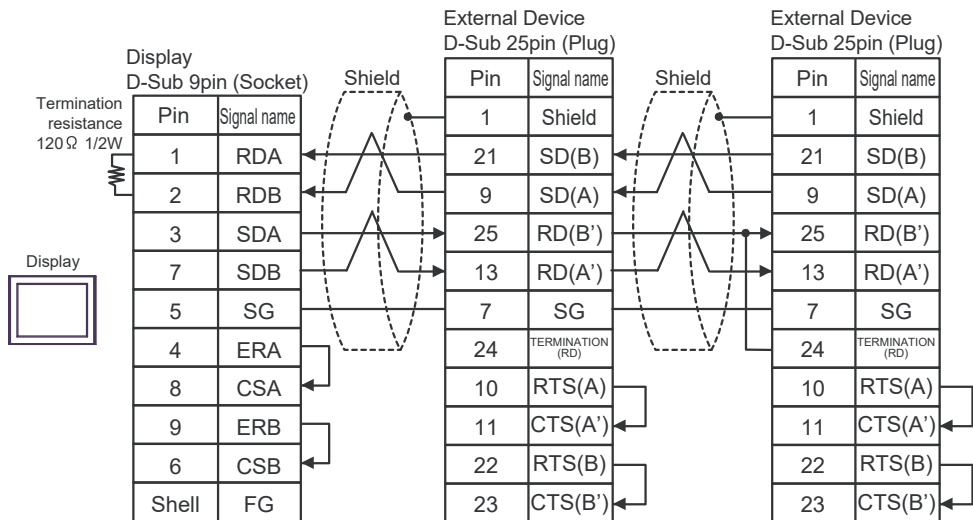 External Device
D-Sub 25pin (Plug)
External Device
D-Sub 25pin (Plug)
Display
D-Sub 9pin (Socket)
Shield
Shield
Termination
resistance
120Ω 1/2W
Display
Pin Signal name
1 RDA
2 RDB
3 SDA
7 SDB
5 SG
4 ERA
8 CSA
9 ERB
6 CSB
Shell FG
Pin Signal name
1 Shield
21 SD(B)
9 SD(A)
25 RD(B’)
13 RD(A’)
7 SG
24 TERMINATION
(RD)
10 RTS(A)
11 CTS(A’)
22 RTS(B)
23 CTS(B’)
Pin Signal name
1 Shield
21 SD(B)
9 SD(A)
25 RD(B’)
13 RD(A’)
7 SG
24 TERMINATION
(RD)
10 RTS(A)
11 CTS(A’)
22 RTS(B)
23 CTS(B’)